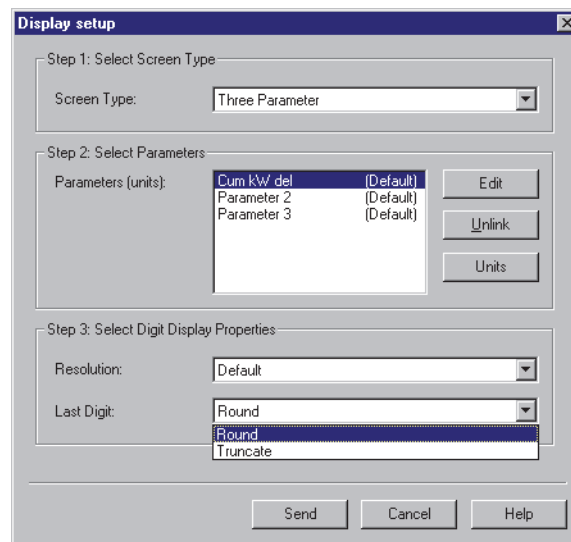 Display setup
Step 1: Select Screen Type
Screen Type: Three Parameter
Step 2: Select Parameters
Parameters (units): Cum kW del (Default) Edit
Parameter 2 (Default)
Parameter 3 (Default)
Unlink
Units
Step 3: Select Digit Display Properties
Resolution: Default
Last Digit: Round
Round
Truncate
Send Cancel Help